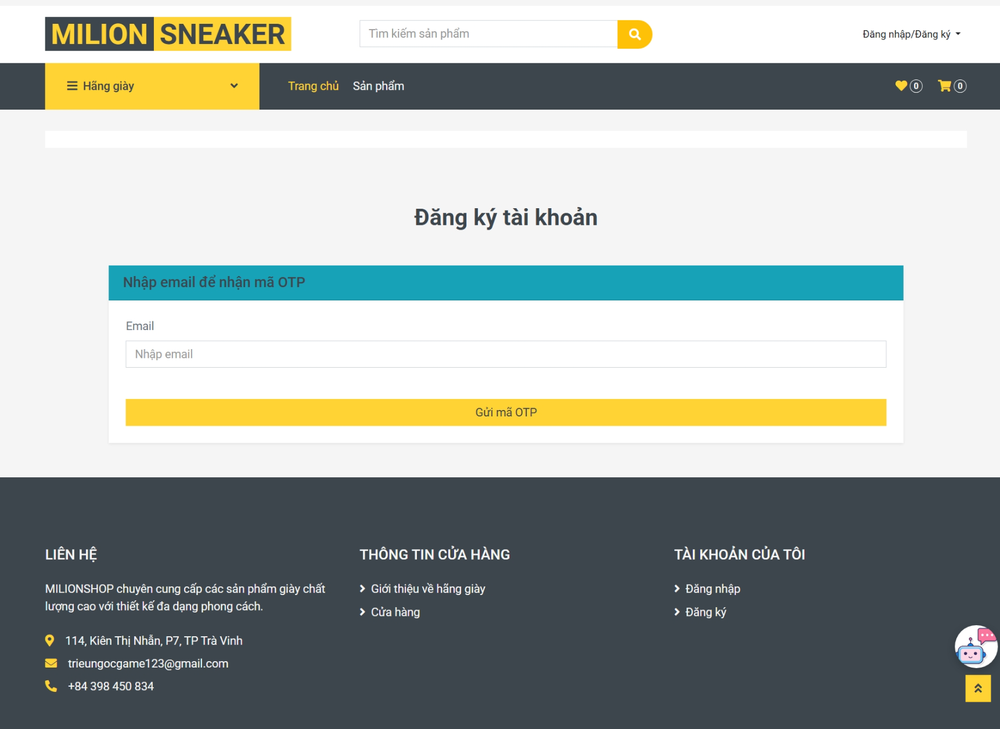 MILION SNEAKER
Tìm kiếm sản phẩm
Đăng nhập/Đăng ký
Hãng giày
Trang chủ
Sản phẩm
0
0
Đăng ký tài khoản
Nhập email để nhận mã OTP
Email
Nhập email
Gửi mã OTP
LIÊN HỆ
MILIONSHOP chuyên cung cấp các sản phẩm giày chất
lượng cao với thiết kế đa dạng phong cách.
114, Kiên Thị Nhẫn, P7, TP Trà Vinh
trieungocgame123@gmail.com
+84 398 450 834
THÔNG TIN CỬA HÀNG
Giới thiệu về hãng giày
Cửa hàng
TÀI KHOẢN CỦA TÔI
Đăng nhập
Đăng ký